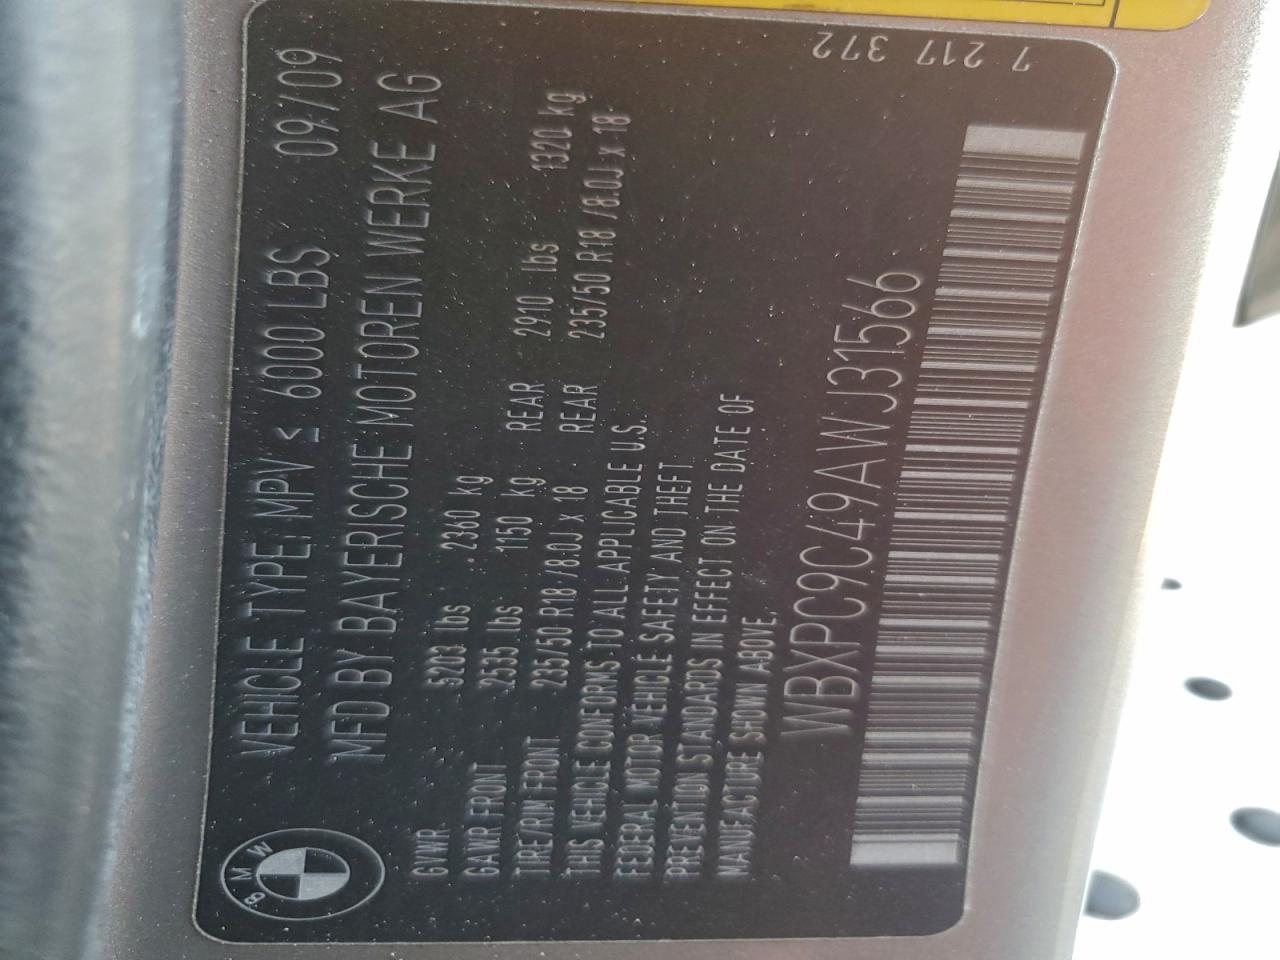 BMW
VEHICLE TYPE: MPV ≤ 6000 LBS 09/09
MFD BY BAYERISCHE MOTOREN WERKE AG
GVWR 5203 lbs 2360 kg
GAWR FRONT 2535 lbs 1150 kg REAR 2910 lbs 1320 kg
TIRE/RIM FRONT 235/50 R18 /8.0J x 18 REAR 235/50 R18 /8.0J x 18
THIS VEHICLE CONFORMS TO ALL APPLICABLE U.S.
FEDERAL MOTOR VEHICLE SAFETY AND THEFT
PREVENTION STANDARDS IN EFFECT ON THE DATE OF
MANUFACTURE SHOWN ABOVE.
WBXPC9C49AWJ31566
7 217 372